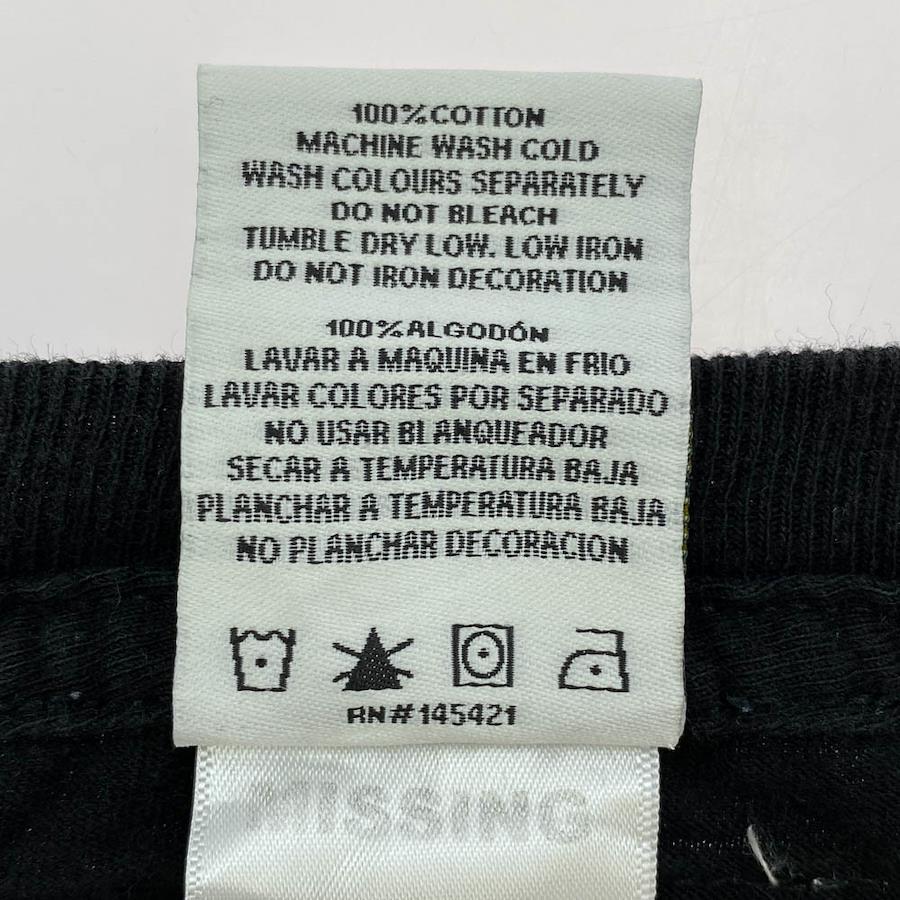 100%COTTON
MACHINE WASH COLD
WASH COLOURS SEPARATELY
DO NOT BLEACH
TUMBLE DRY LOW. LOW IRON
DO NOT IRON DECORATION
100%ALGODÓN
LAVAR A MAQUINA EN FRIO
LAVAR COLORES POR SEPARADO
NO USAR BLANQUEADOR
SECAR A TEMPERATURA BAJA
PLANCHAR A TEMPERATURA BAJA
NO PLANCHAR DECORACION
RN#145421
MISSING